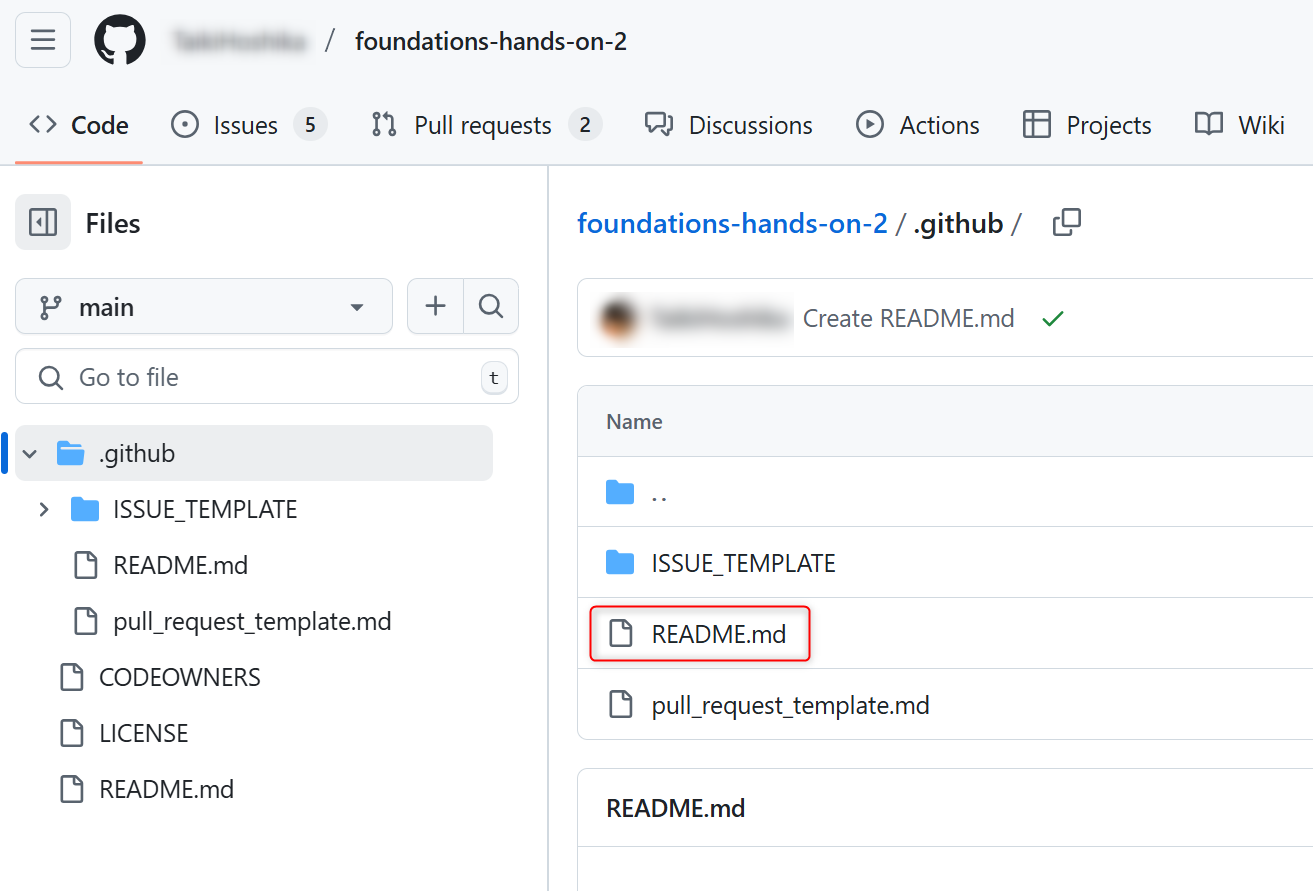 / foundations-hands-on-2
Code Issues 5 Pull requests 2 Discussions Actions Projects Wiki
Files
main
Go to file t
.github
ISSUE_TEMPLATE
README.md
pull_request_template.md
CODEOWNERS
LICENSE
README.md
foundations-hands-on-2 / .github /
Create README.md
Name
..
ISSUE_TEMPLATE
README.md
pull_request_template.md
README.md